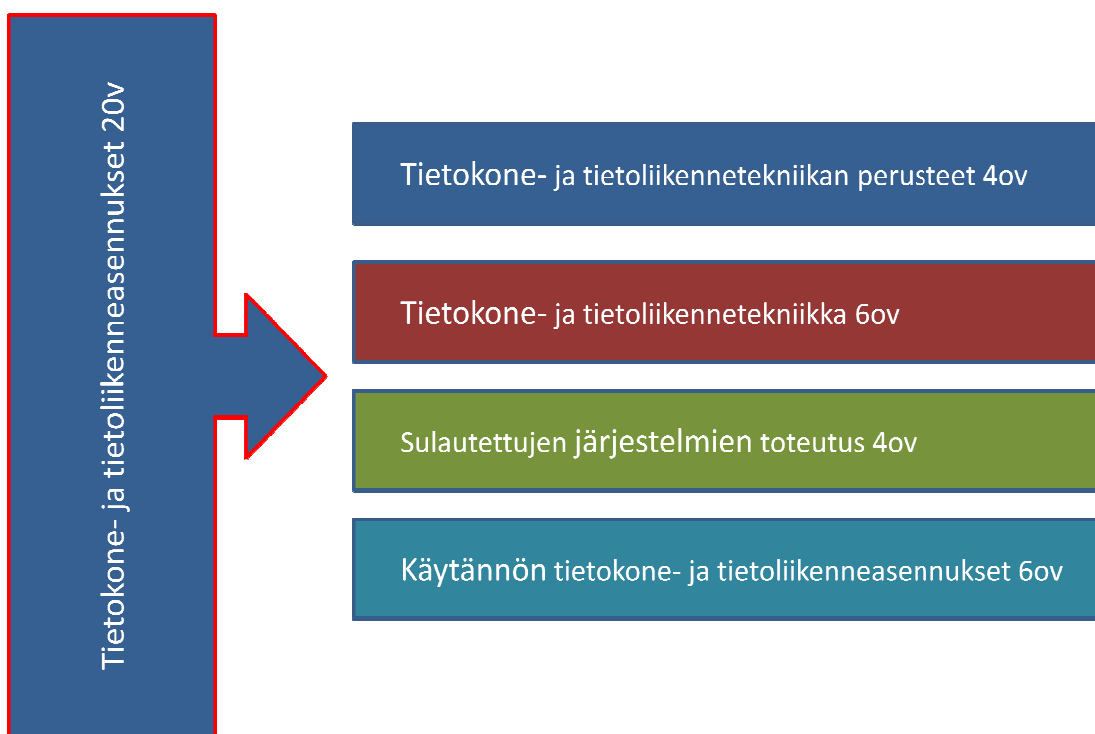 Tietokone- ja tietoliikenneasennukset 20v
Tietokone- ja tietoliikennetekniikan perusteet 4ov
Tietokone- ja tietoliikennetekniikka 6ov
Sulautettujen järjestelmien toteutus 4ov
Käytännön tietokone- ja tietoliikenneasennukset 6ov